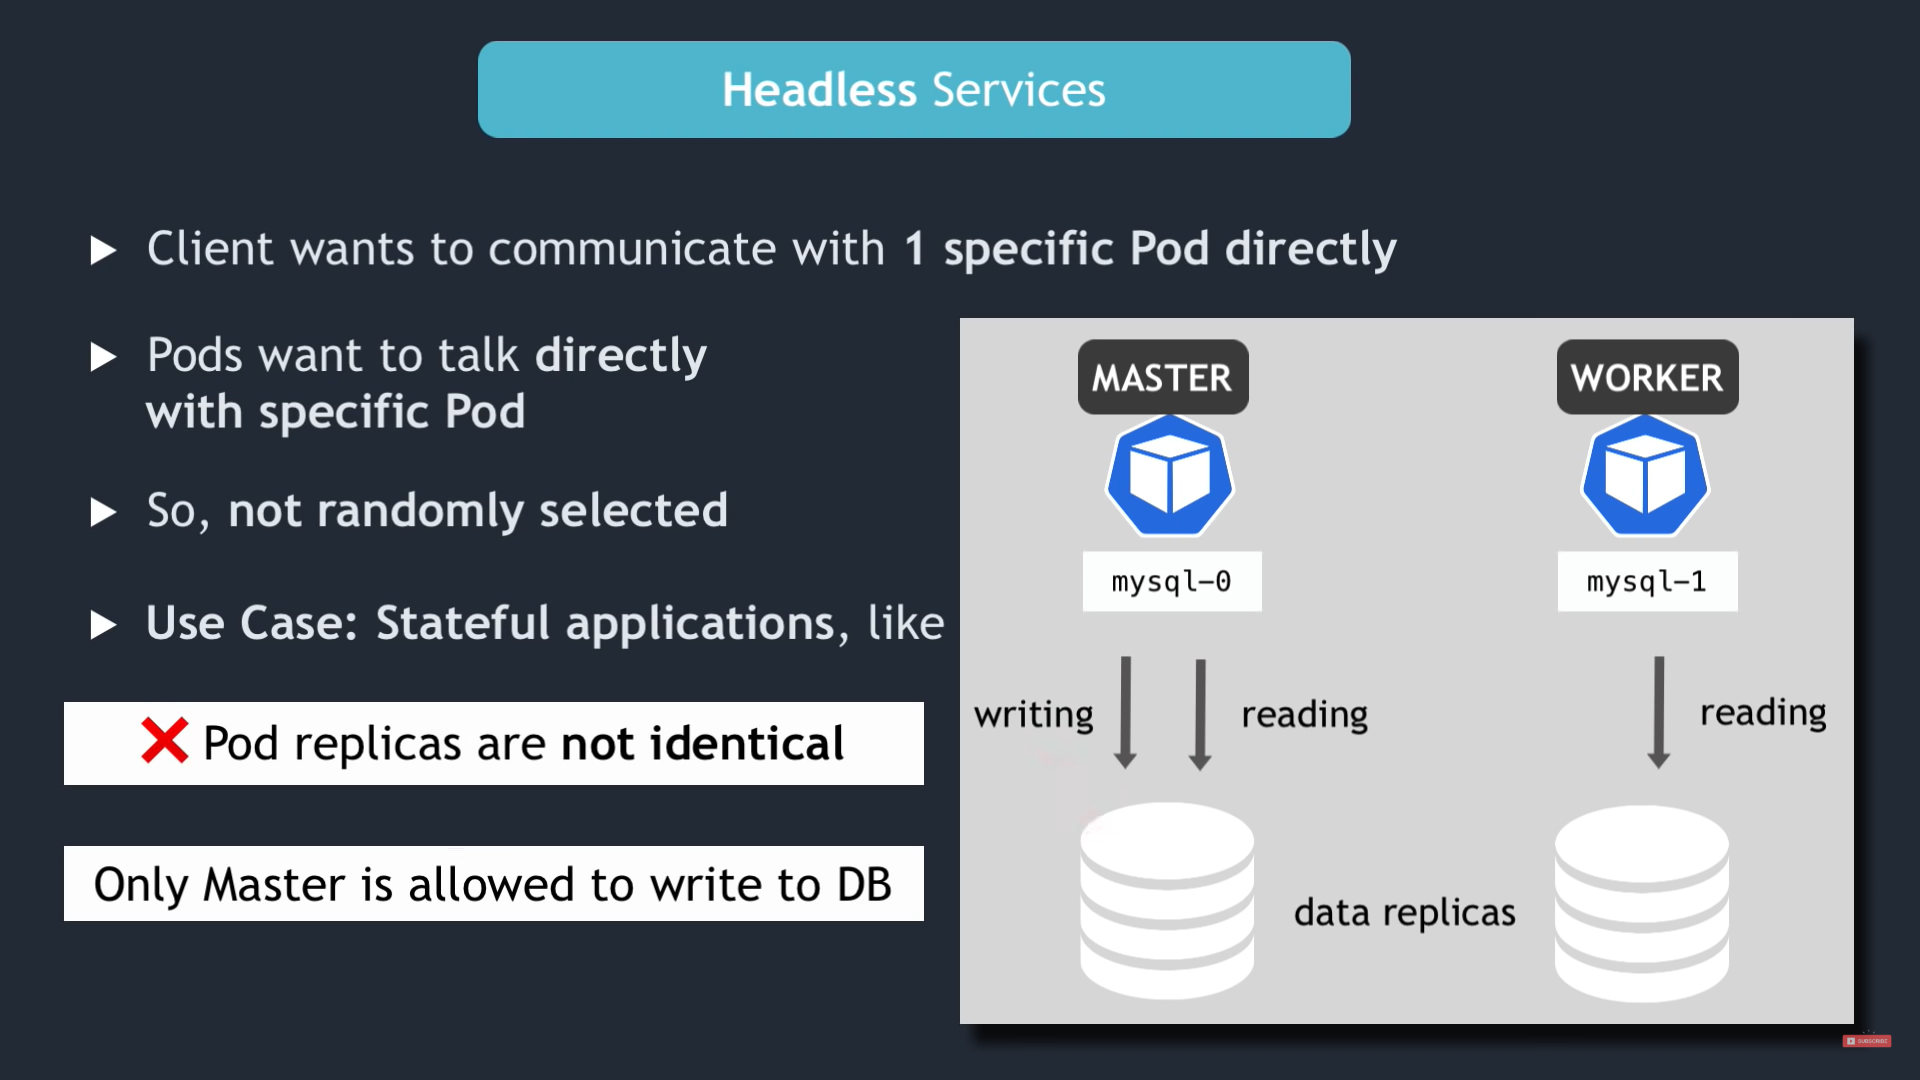 Headless Services
Client wants to communicate with 1 specific Pod directly
Pods want to talk directly
with specific Pod
So, not randomly selected
Use Case: Stateful applications, like
Pod replicas are not identical
Only Master is allowed to write to DB
MASTER
WORKER
mysql-0
mysql-1
writing
reading
reading
data replicas
SUBSCRIBE